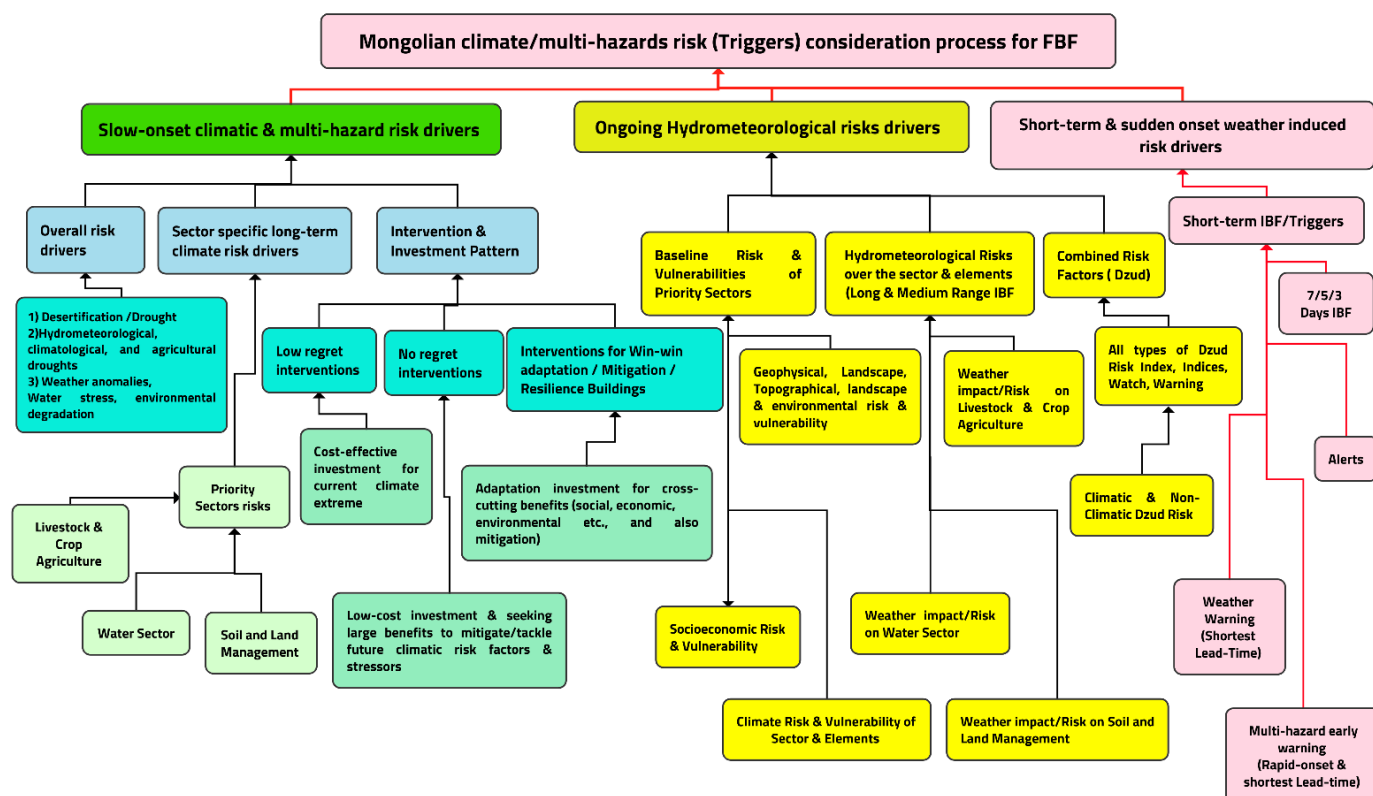 Mongolian climate/multi-hazards risk (Triggers) consideration process for FBF
Slow-onset climatic & multi-hazard risk drivers
Ongoing Hydrometeorological risks drivers
Short-term & sudden onset weather induced
risk drivers
Overall risk
drivers
Sector specific long-term
climate risk drivers
Intervention &
Investment Pattern
Baseline Risk &
Vulnerabilities of
Priority Sectors
Hydrometeorological Risks
over the sector & elements
(Long & Medium Range IBF
Combined Risk
Factors ( Dzud)
Short-term IBF/Triggers
7/5/3
Days IBF
1) Desertification /Drought
2)Hydrometeorological,
climatological, and agricultural
droughts
3) Weather anomalies,
Water stress, environmental
degradation
Low regret
interventions
No regret
interventions
Interventions for Win-win
adaptation / Mitigation /
Resilience Buildings
Geophysical, Landscape,
Topographical, landscape
& environmental risk &
vulnerability
Weather
impact/Risk on
Livestock & Crop
Agriculture
All types of Dzud
Risk Index, Indices,
Watch, Warning
Alerts
Priority
Sectors risks
Cost-effective
investment for
current climate
extreme
Adaptation investment for cross-
cutting benefits (social, economic,
environmental etc., and also
mitigation)
Climatic & Non-
Climatic Dzud Risk
Livestock &
Crop
Agriculture
Water Sector
Soil and Land
Management
Low-cost investment & seeking
large benefits to mitigate/tackle
future climatic risk factors &
stressors
Socioeconomic Risk
& Vulnerability
Weather impact/Risk
on Water Sector
Weather
Warning
(Shortest
Lead-Time)
Climate Risk & Vulnerability of
Sector & Elements
Weather impact/Risk on Soil and
Land Management
Multi-hazard early
warning
(Rapid-onset &
shortest Lead-time)